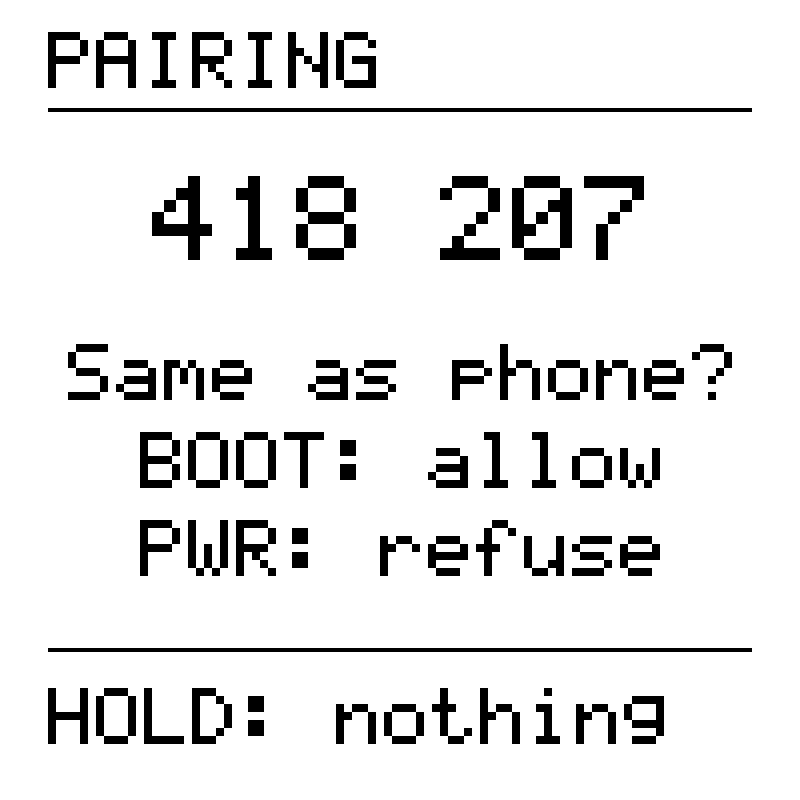 PAIRING
418 207
Same as phone?
BOOT: allow
PWR: refuse
HOLD: nothing